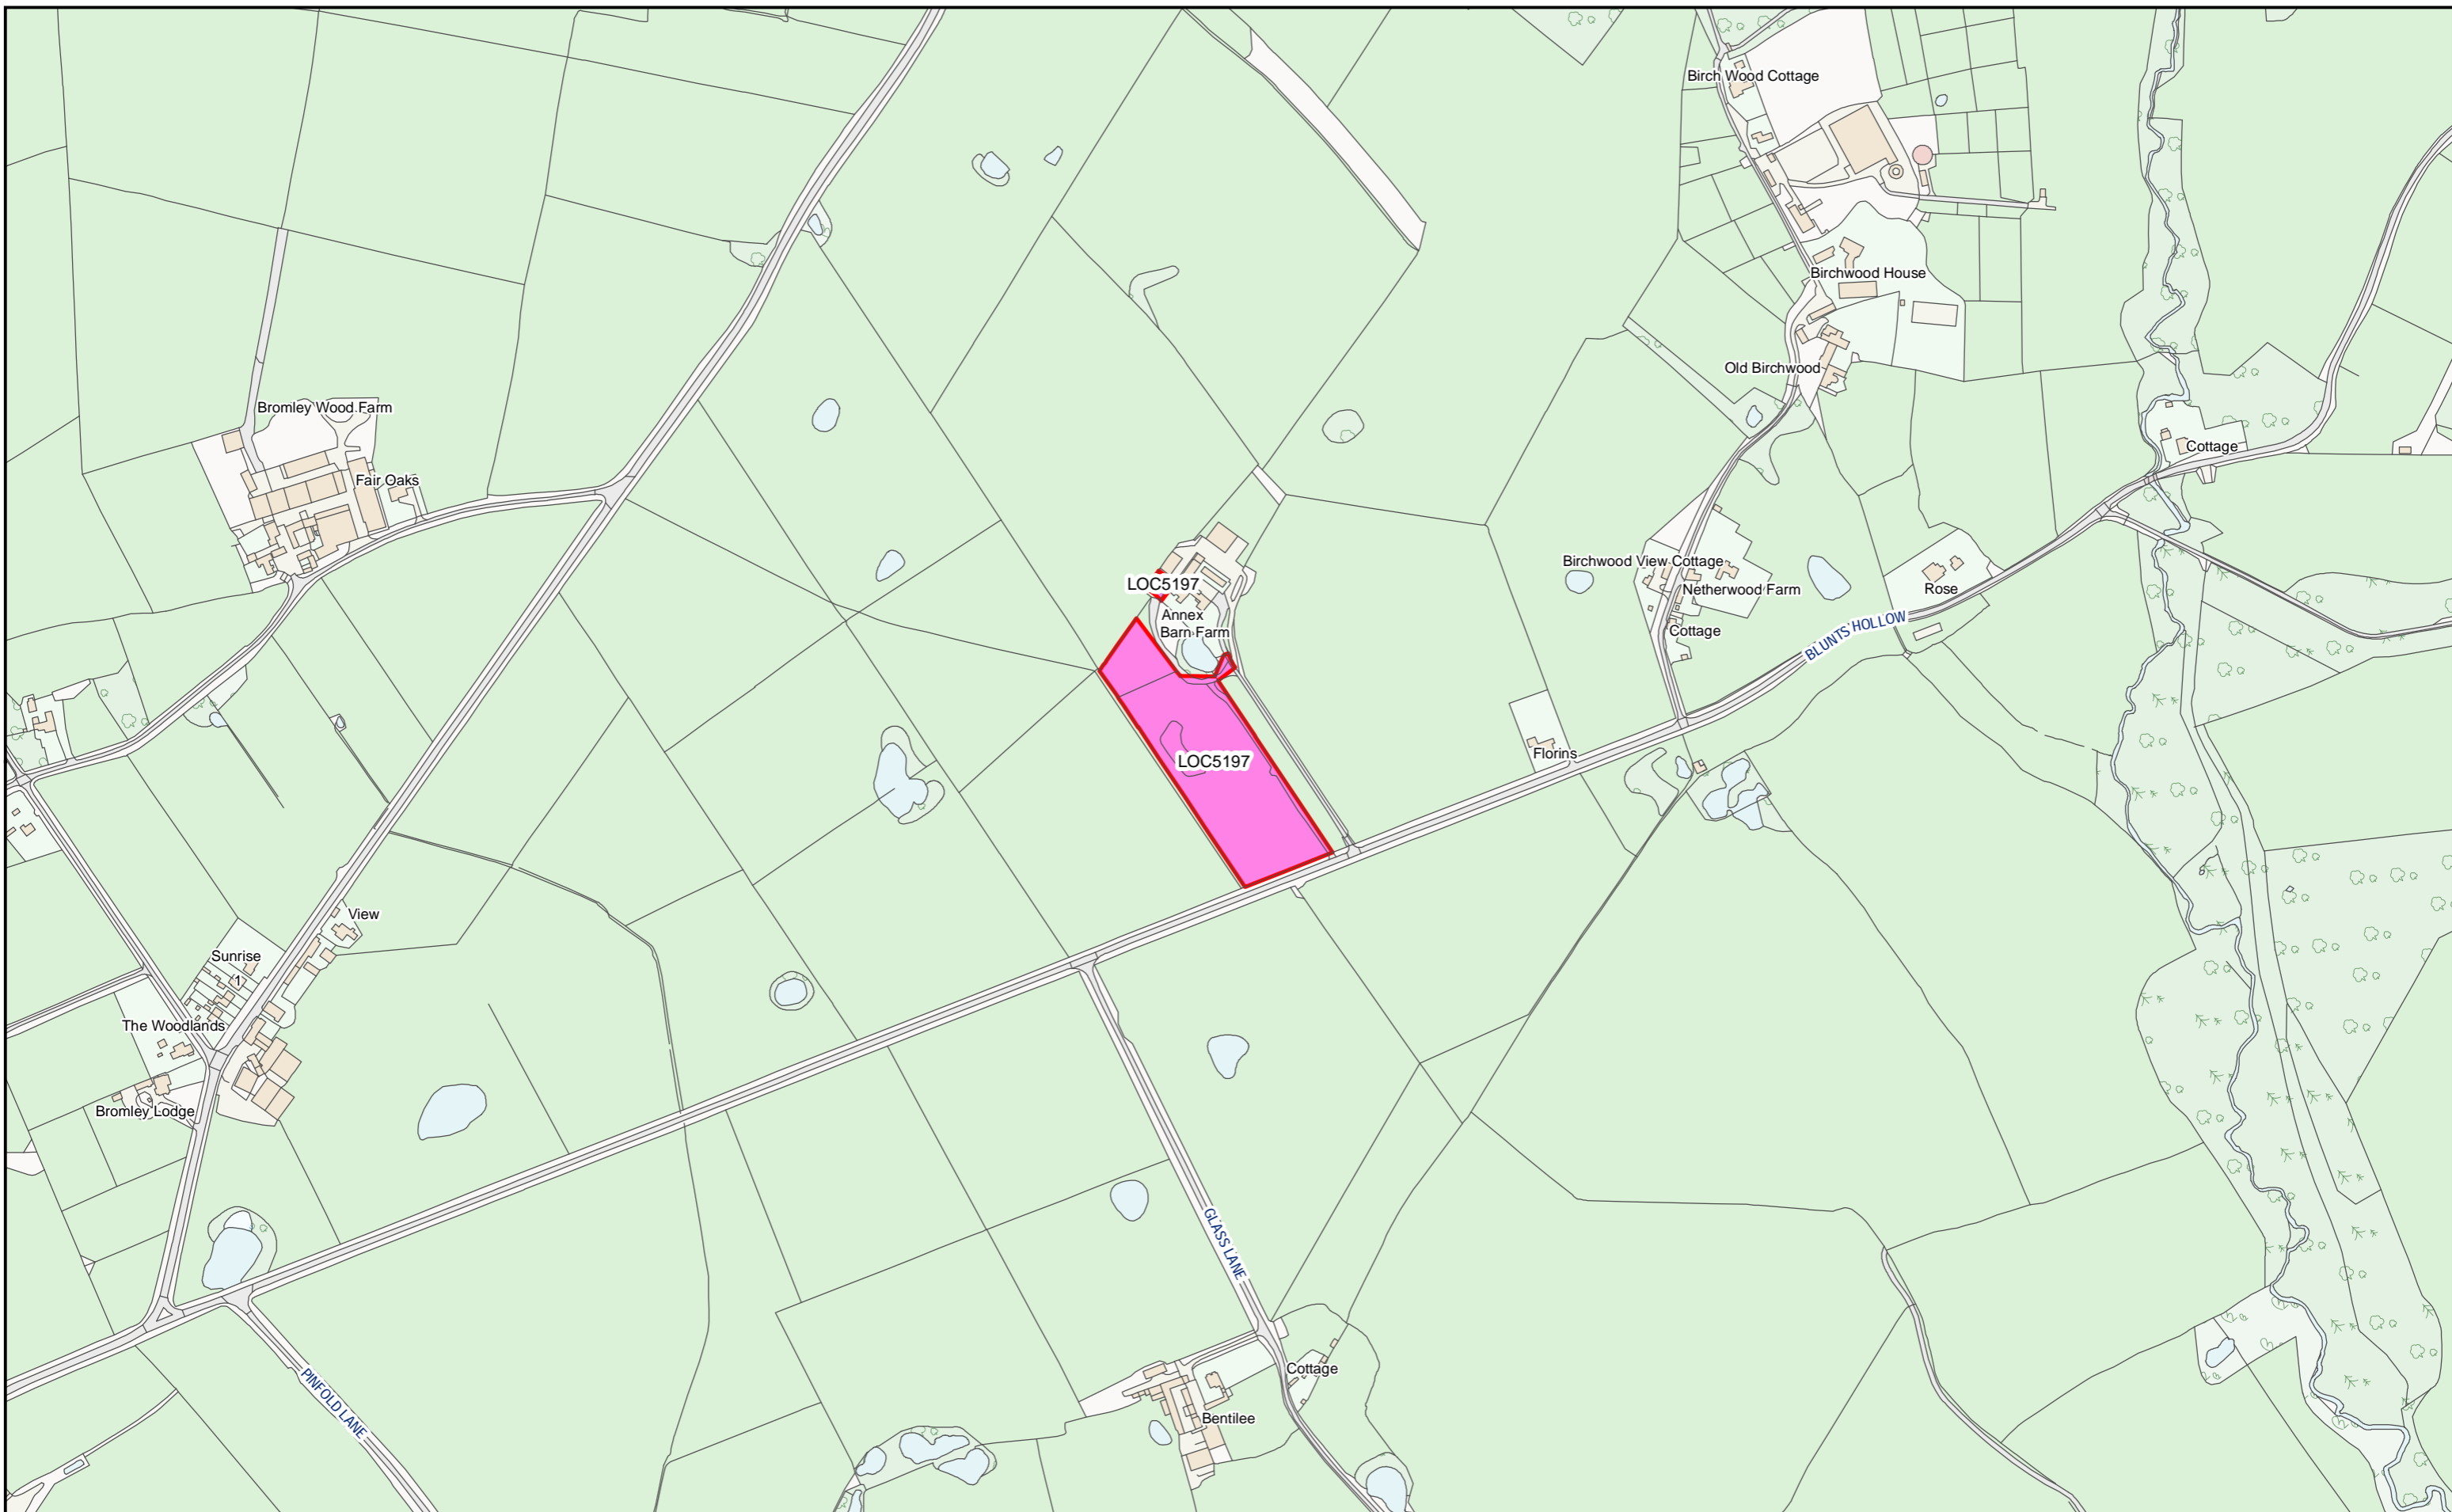 Birch Wood Cottage
Birchwood House
Old Birchwood
Bromley Wood Farm
Cottage
Fair Oaks
Birchwood View Cottage
LOC5197
Netherwood Farm
Rose
Annex
Barn Farm
Cottage
BLUNTS HOLLOW
Florins
LOC5197
View
Sunrise
1
The Woodlands
Bromley Lodge
GLASS LANE
Cottage
PINFOLD LANE
Bentilee